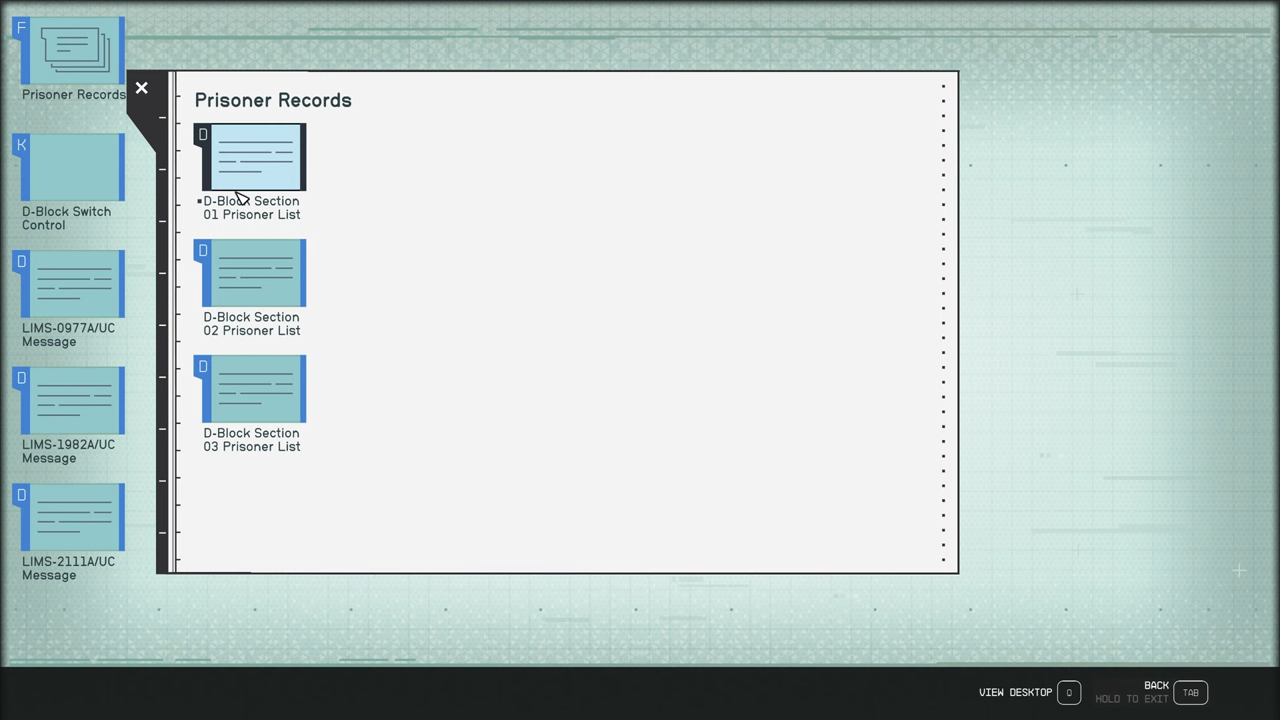 F
Prisoner Records
K
D-Block Switch
Control
D
LIMS-0977A/UC
Message
D
LIMS-1982A/UC
Message
D
LIMS-2111A/UC
Message
Prisoner Records
D
D-Block Section
01 Prisoner List
D
D-Block Section
02 Prisoner List
D
D-Block Section
03 Prisoner List
VIEW DESKTOP Q
BACK
HOLD TO EXIT TAB